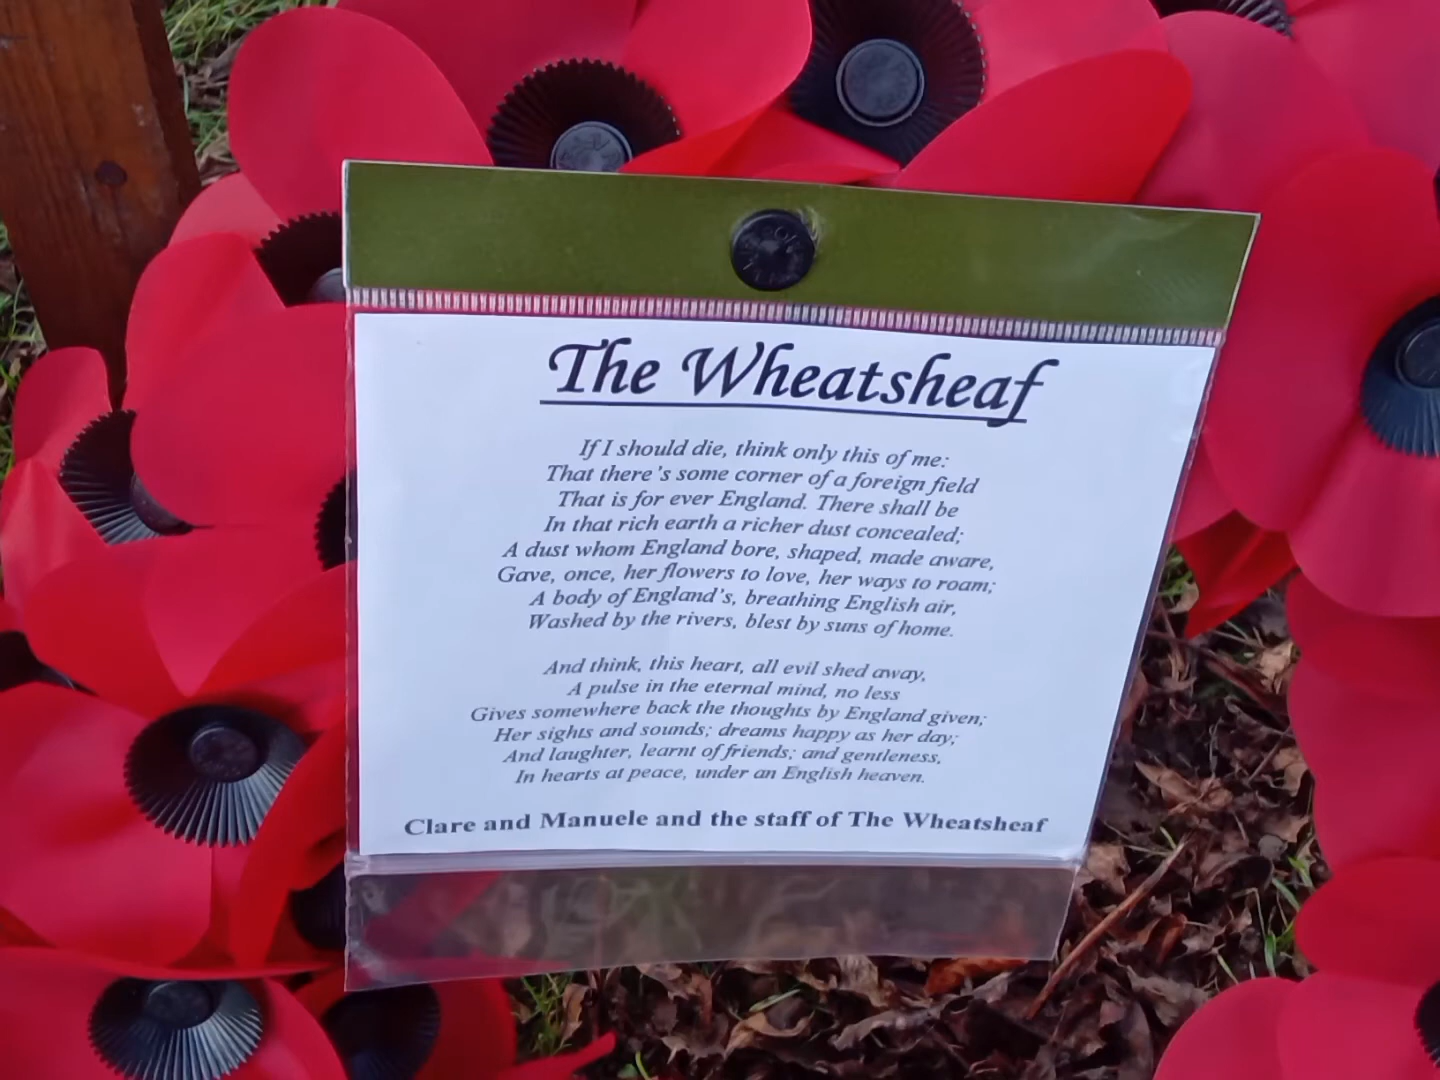 The Wheatsheaf
If I should die, think only this of me:
That there's some corner of a foreign field
That is for ever England. There shall be
In that rich earth a richer dust concealed;
A dust whom England bore, shaped, made aware,
Gave, once, her flowers to love, her ways to roam;
A body of England's, breathing English air,
Washed by the rivers, blest by suns of home.
And think, this heart, all evil shed away,
A pulse in the eternal mind, no less
Gives somewhere back the thoughts by England given;
Her sights and sounds; dreams happy as her day;
And laughter, learnt of friends; and gentleness,
In hearts at peace, under an English heaven.
Clare and Manuele and the staff of The Wheatsheaf